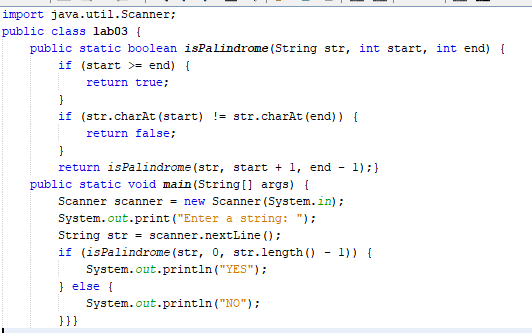 import java.util.Scanner;
public class lab03 {
    public static boolean isPalindrome(String str, int start, int end) {
        if (start >= end) {
            return true;
        }
        if (str.charAt(start) != str.charAt(end)) {
            return false;
        }
        return isPalindrome(str, start + 1, end - 1);}
    public static void main(String[] args) {
        Scanner scanner = new Scanner(System.in);
        System.out.print("Enter a string: ");
        String str = scanner.nextLine();
        if (isPalindrome(str, 0, str.length() - 1)) {
            System.out.println("YES");
        } else {
            System.out.println("NO");
        }}}